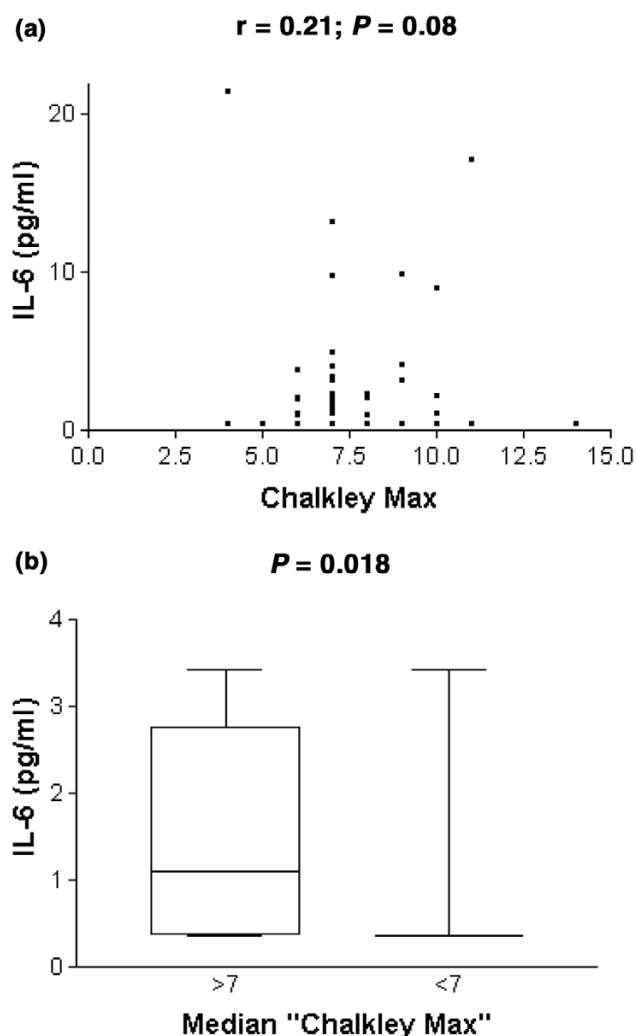 (a)
r = 0.21; P = 0.08
20
10
0
IL-6 (pg/ml)
0.0 2.5 5.0 7.5 10.0 12.5 15.0
Chalkley Max
(b)
P = 0.018
4
3
2
1
0
IL-6 (pg/ml)
>7 <7
Median "Chalkley Max"